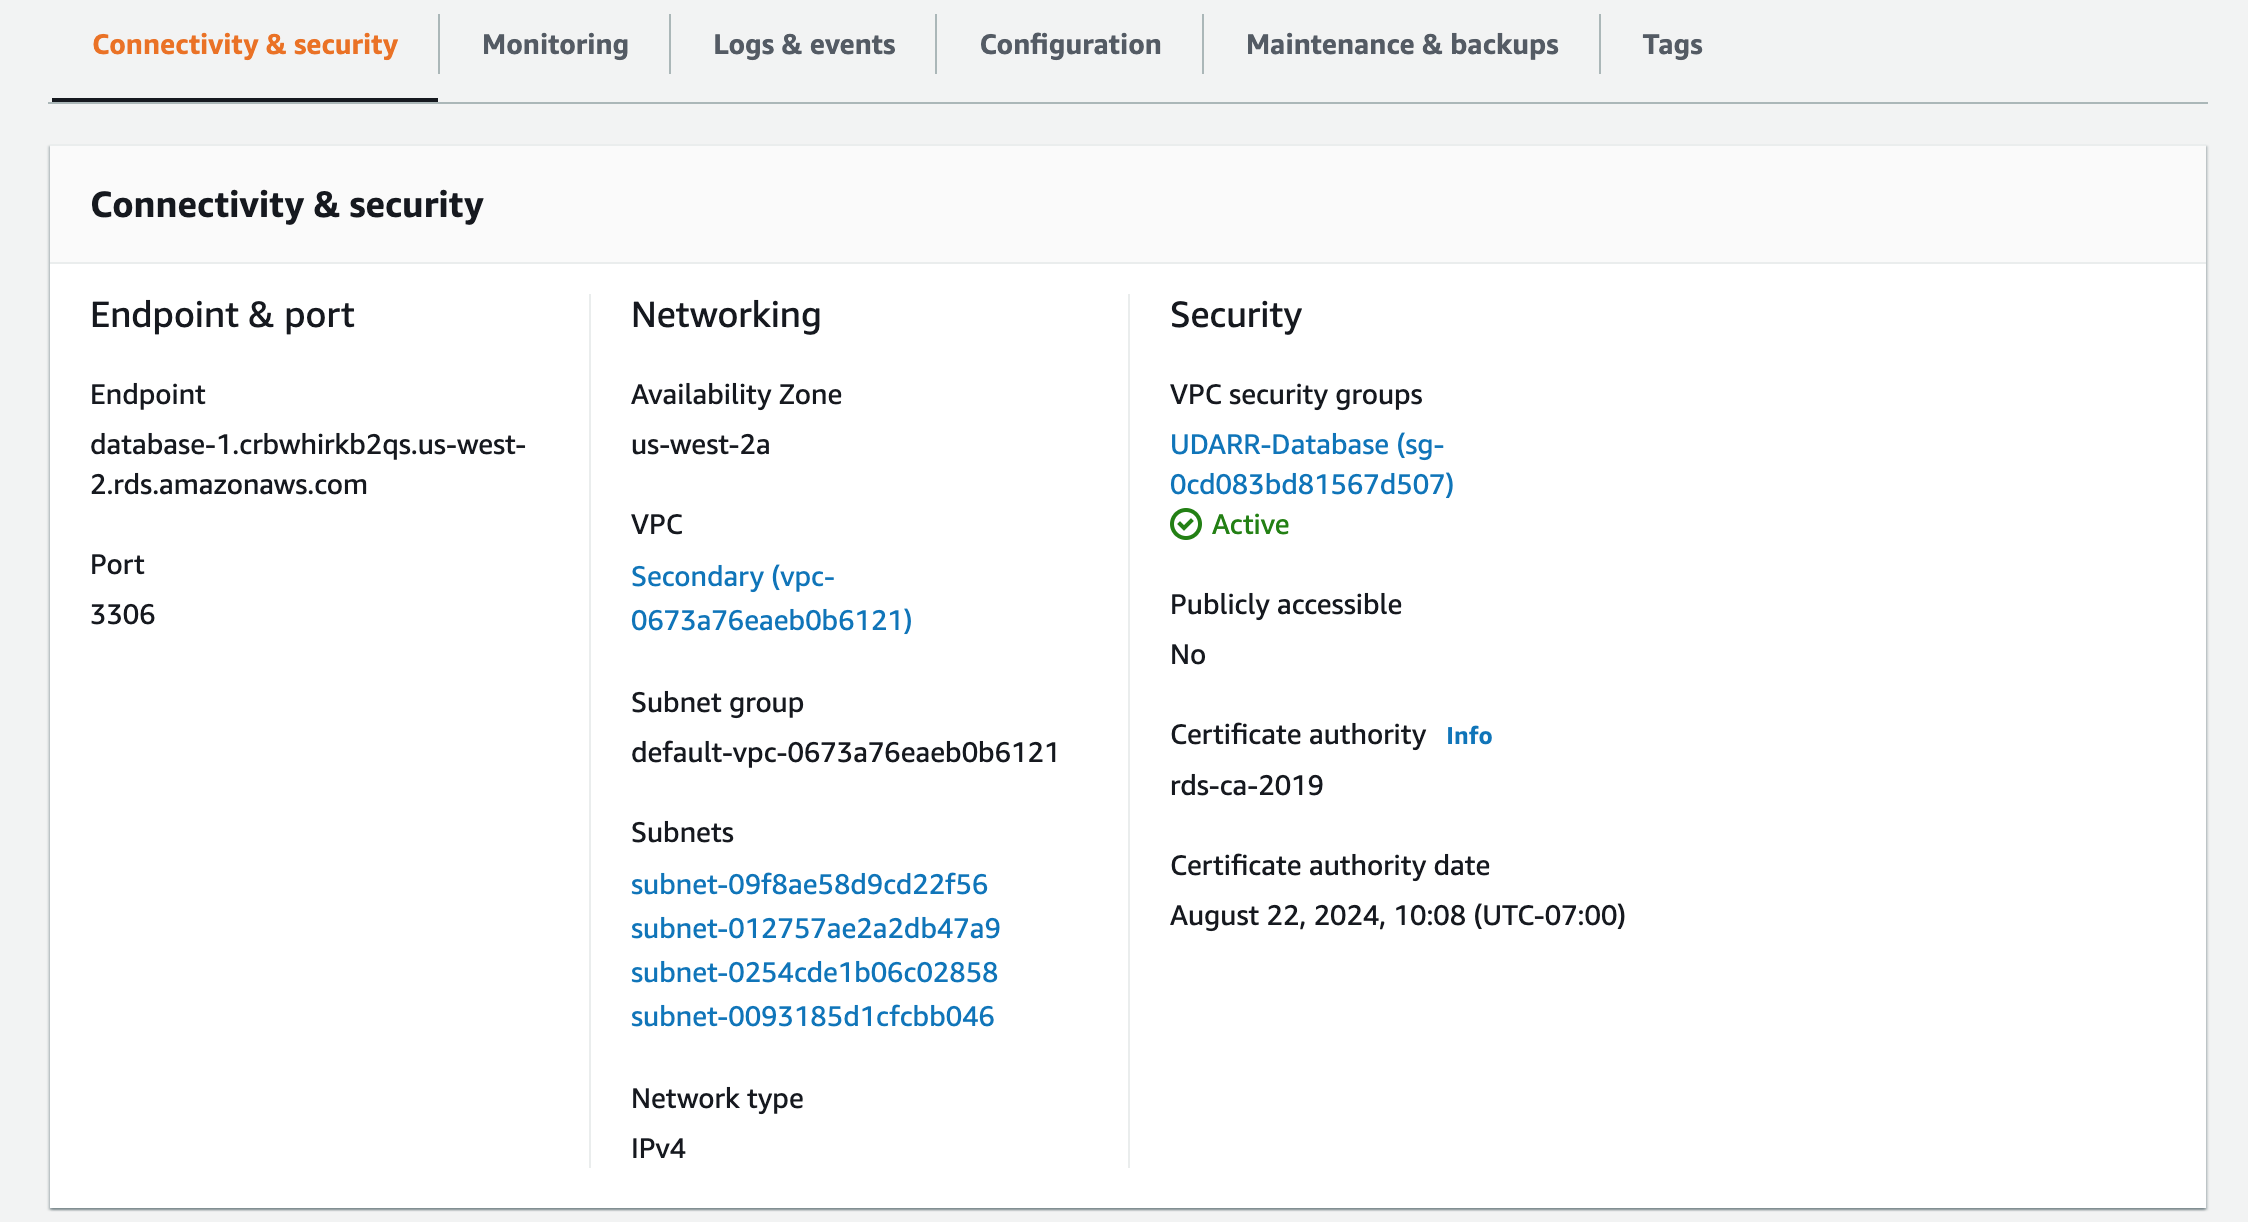 Connectivity & security
Monitoring
Logs & events
Configuration
Maintenance & backups
Tags
Connectivity & security
Endpoint & port
Endpoint
database-1.crbwhirkb2qs.us-west-
2.rds.amazonaws.com
Port
3306
Networking
Availability Zone
us-west-2a
VPC
Secondary (vpc-
0673a76eaeb0b6121)
Subnet group
default-vpc-0673a76eaeb0b6121
Subnets
subnet-09f8ae58d9cd22f56
subnet-012757ae2a2db47a9
subnet-0254cde1b06c02858
subnet-0093185d1cfcbb046
Network type
IPv4
Security
VPC security groups
UDARR-Database (sg-
0cd083bd81567d507)
Active
Publicly accessible
No
Certificate authority Info
rds-ca-2019
Certificate authority date
August 22, 2024, 10:08 (UTC-07:00)